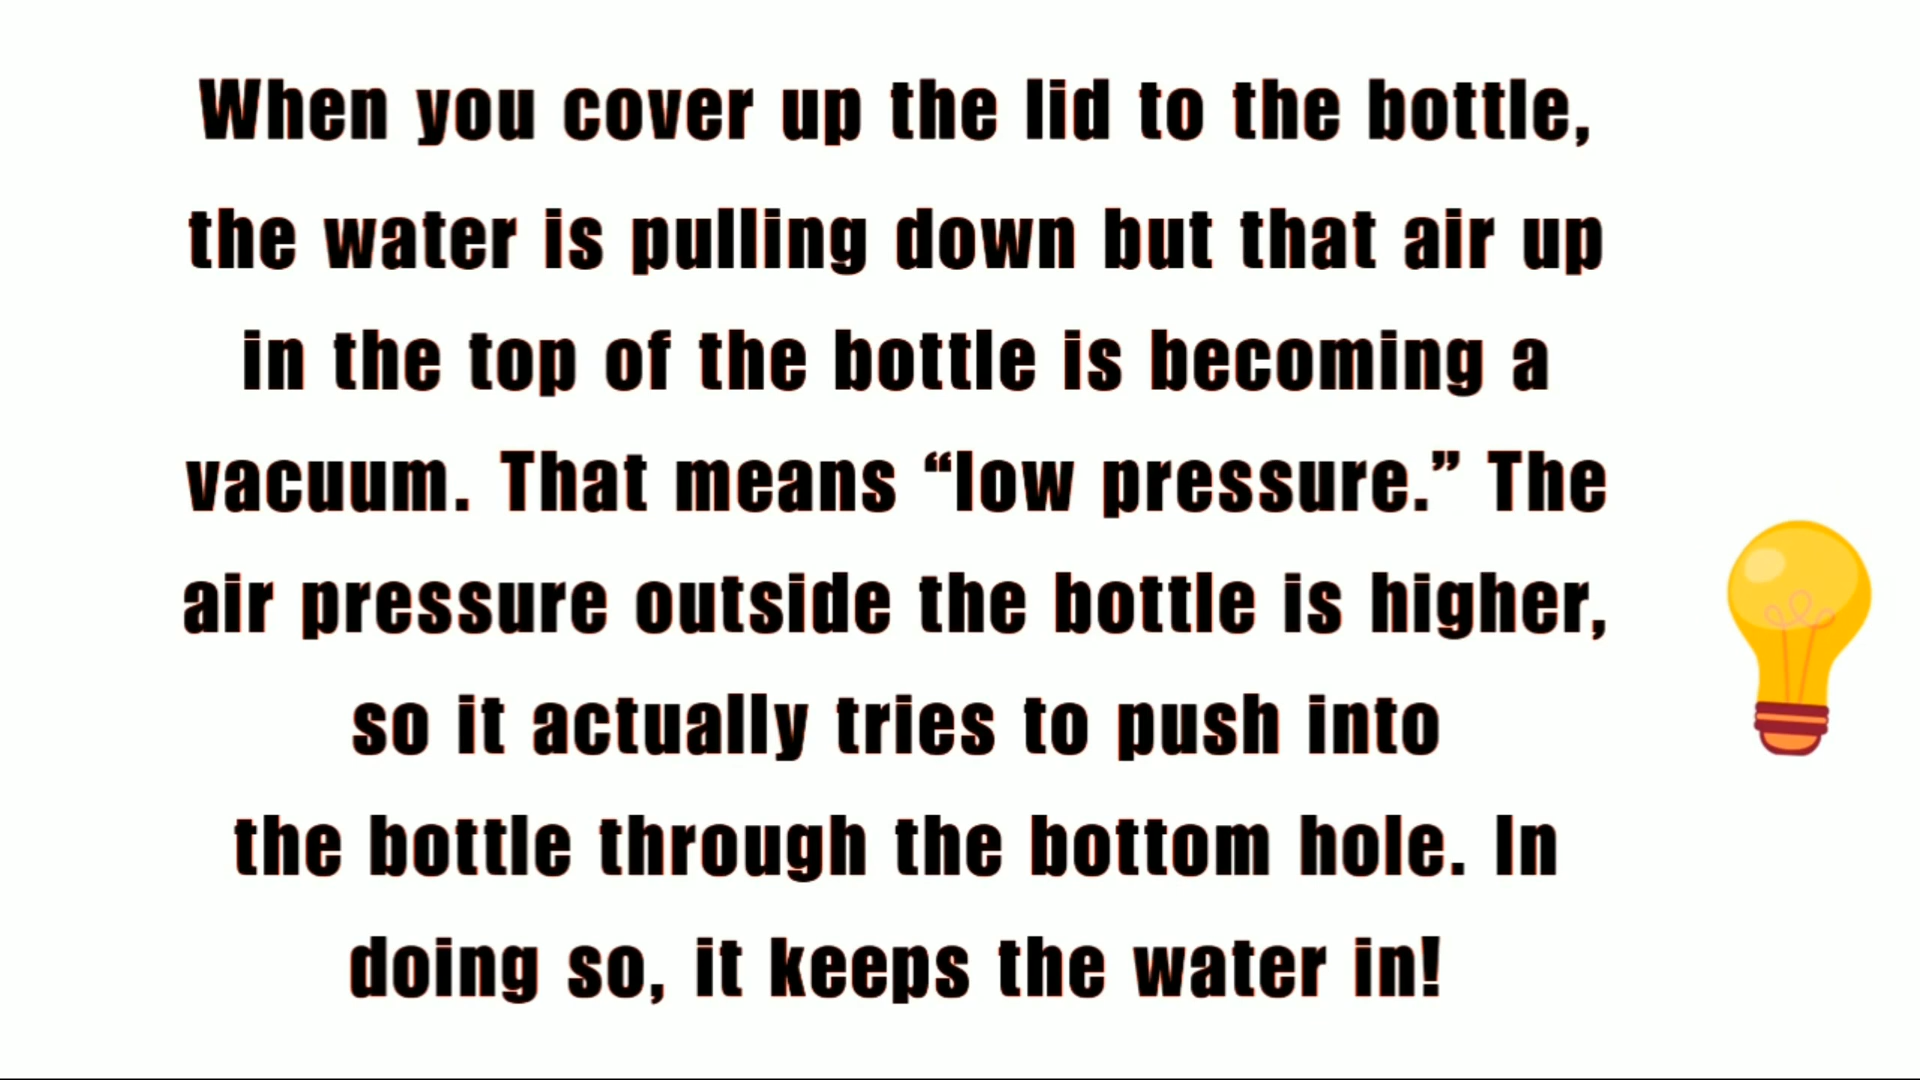 When you cover up the lid to the bottle,
the water is pulling down but that air up
in the top of the bottle is becoming a
vacuum. That means “low pressure.” The
air pressure outside the bottle is higher,
so it actually tries to push into
the bottle through the bottom hole. In
doing so, it keeps the water in!